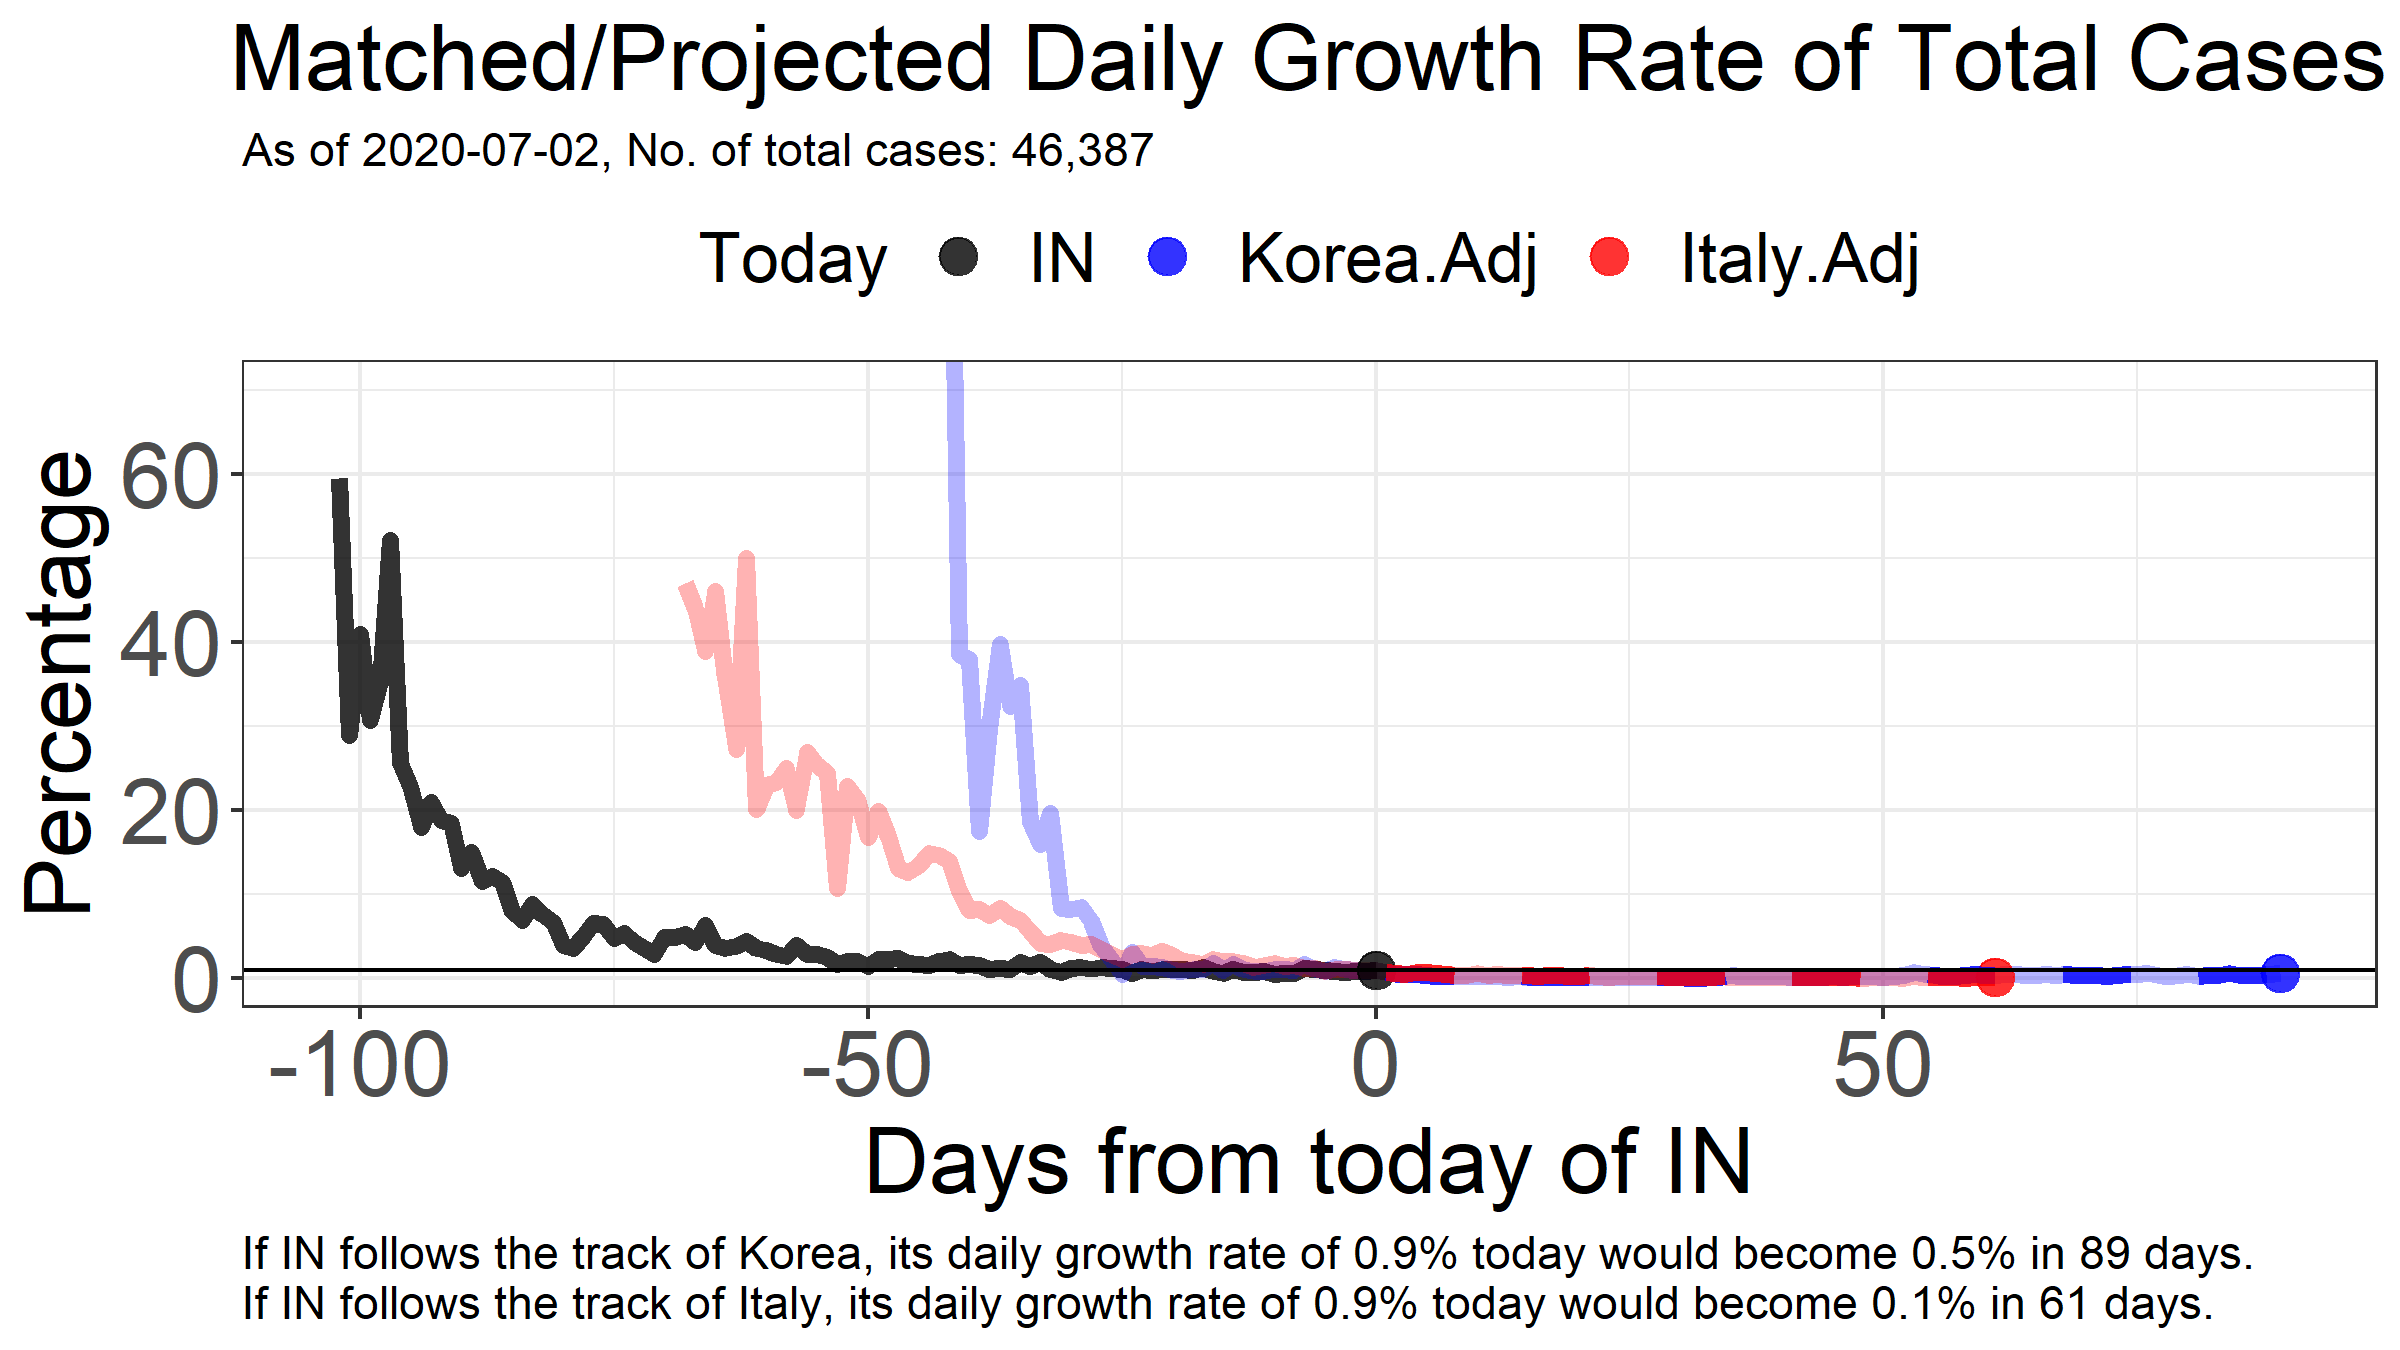 Matched/Projected Daily Growth Rate of Total Cases
As of 2020-07-02, No. of total cases: 46,387
Today IN Korea.Adj Italy.Adj
Percentage
60
40
20
0
-100 -50 0 50
Days from today of IN
If IN follows the track of Korea, its daily growth rate of 0.9% today would become 0.5% in 89 days.
If IN follows the track of Italy, its daily growth rate of 0.9% today would become 0.1% in 61 days.